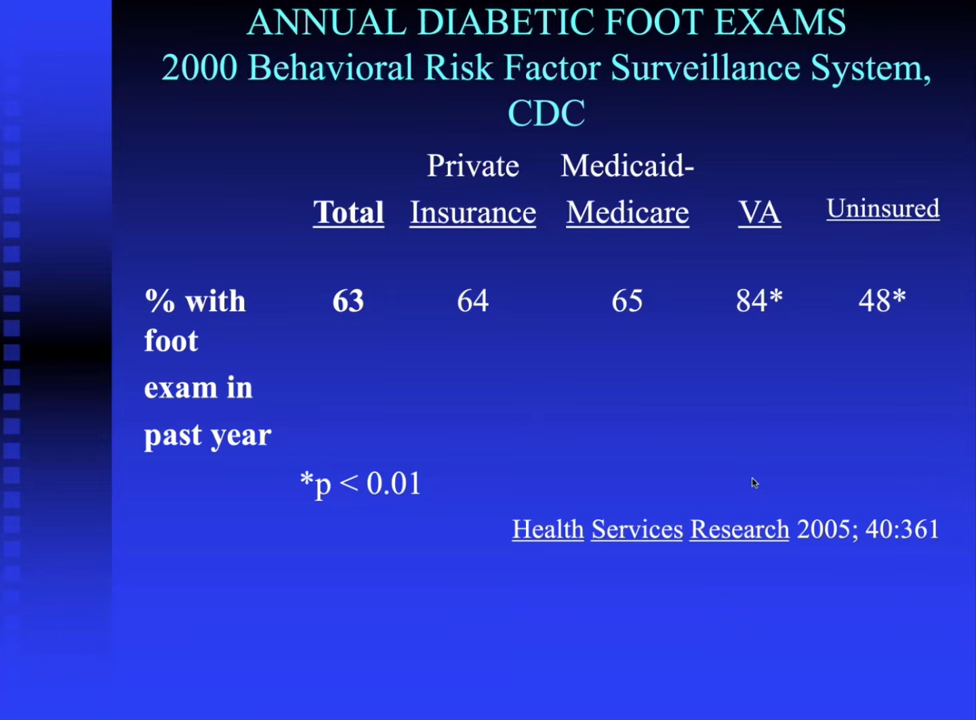 ANNUAL DIABETIC FOOT EXAMS
2000 Behavioral Risk Factor Surveillance System,
CDC
Private Medicaid-
Total Insurance Medicare VA Uninsured
% with 63 64 65 84* 48*
foot
exam in
past year
*p < 0.01
Health Services Research 2005; 40:361